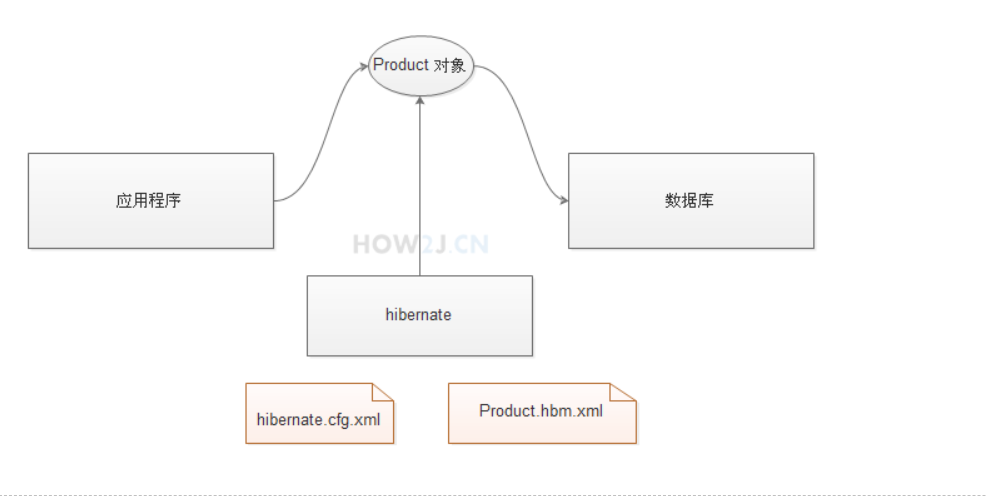 Product 对象
应用程序
数据库
HOW2J.CN
hibernate
hibernate.cfg.xml
Product.hbm.xml